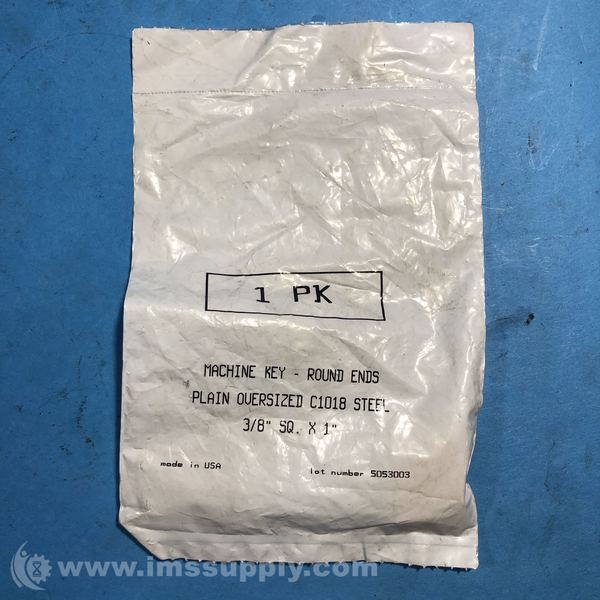 1 PK
MACHINE KEY - ROUND ENDS
PLAIN OVERSIZED C1018 STEEL
3/8" SQ. X 1"
made in USA
lot number 5053003
www.imssupply.com